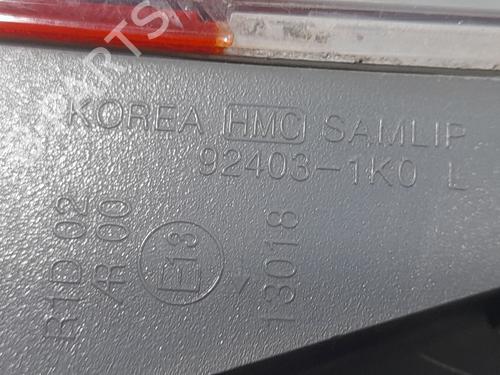 KOREA HMC SAMLIP
92403-1K0 L
R1D 02
AR 00
E13
13018